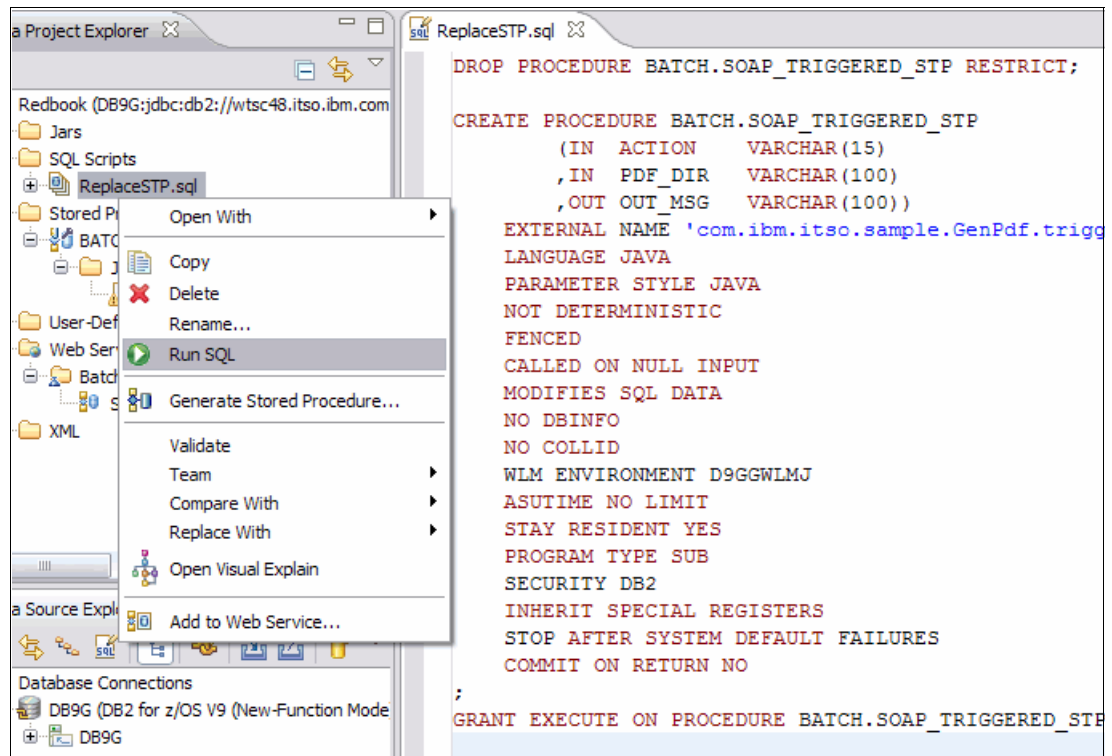 a Project Explorer
Redbook (DB9G:jdbc:db2://wtsc48.itso.ibm.com
Jars
SQL Scripts
ReplaceSTP.sql
Stored Pr
BATC
J
User-Def
Web Ser
Batch
S
XML
Open With
Copy
Delete
Rename...
Run SQL
Generate Stored Procedure...
Validate
Team
Compare With
Replace With
Open Visual Explain
Add to Web Service...
a Source Expl
SQL
Database Connections
DB9G (DB2 for z/OS V9 (New-Function Mode
DB9G
SQL ReplaceSTP.sql
DROP PROCEDURE BATCH.SOAP_TRIGGERED_STP RESTRICT;
CREATE PROCEDURE BATCH.SOAP_TRIGGERED_STP
(IN ACTION VARCHAR(15)
,IN PDF_DIR VARCHAR(100)
,OUT OUT_MSG VARCHAR(100))
EXTERNAL NAME 'com.ibm.itso.sample.GenPdf.trigg
LANGUAGE JAVA
PARAMETER STYLE JAVA
NOT DETERMINISTIC
FENCED
CALLED ON NULL INPUT
MODIFIES SQL DATA
NO DBINFO
NO COLLID
WLM ENVIRONMENT D9GGWLMJ
ASUTIME NO LIMIT
STAY RESIDENT YES
PROGRAM TYPE SUB
SECURITY DB2
INHERIT SPECIAL REGISTERS
STOP AFTER SYSTEM DEFAULT FAILURES
COMMIT ON RETURN NO
;
GRANT EXECUTE ON PROCEDURE BATCH.SOAP_TRIGGERED_STP